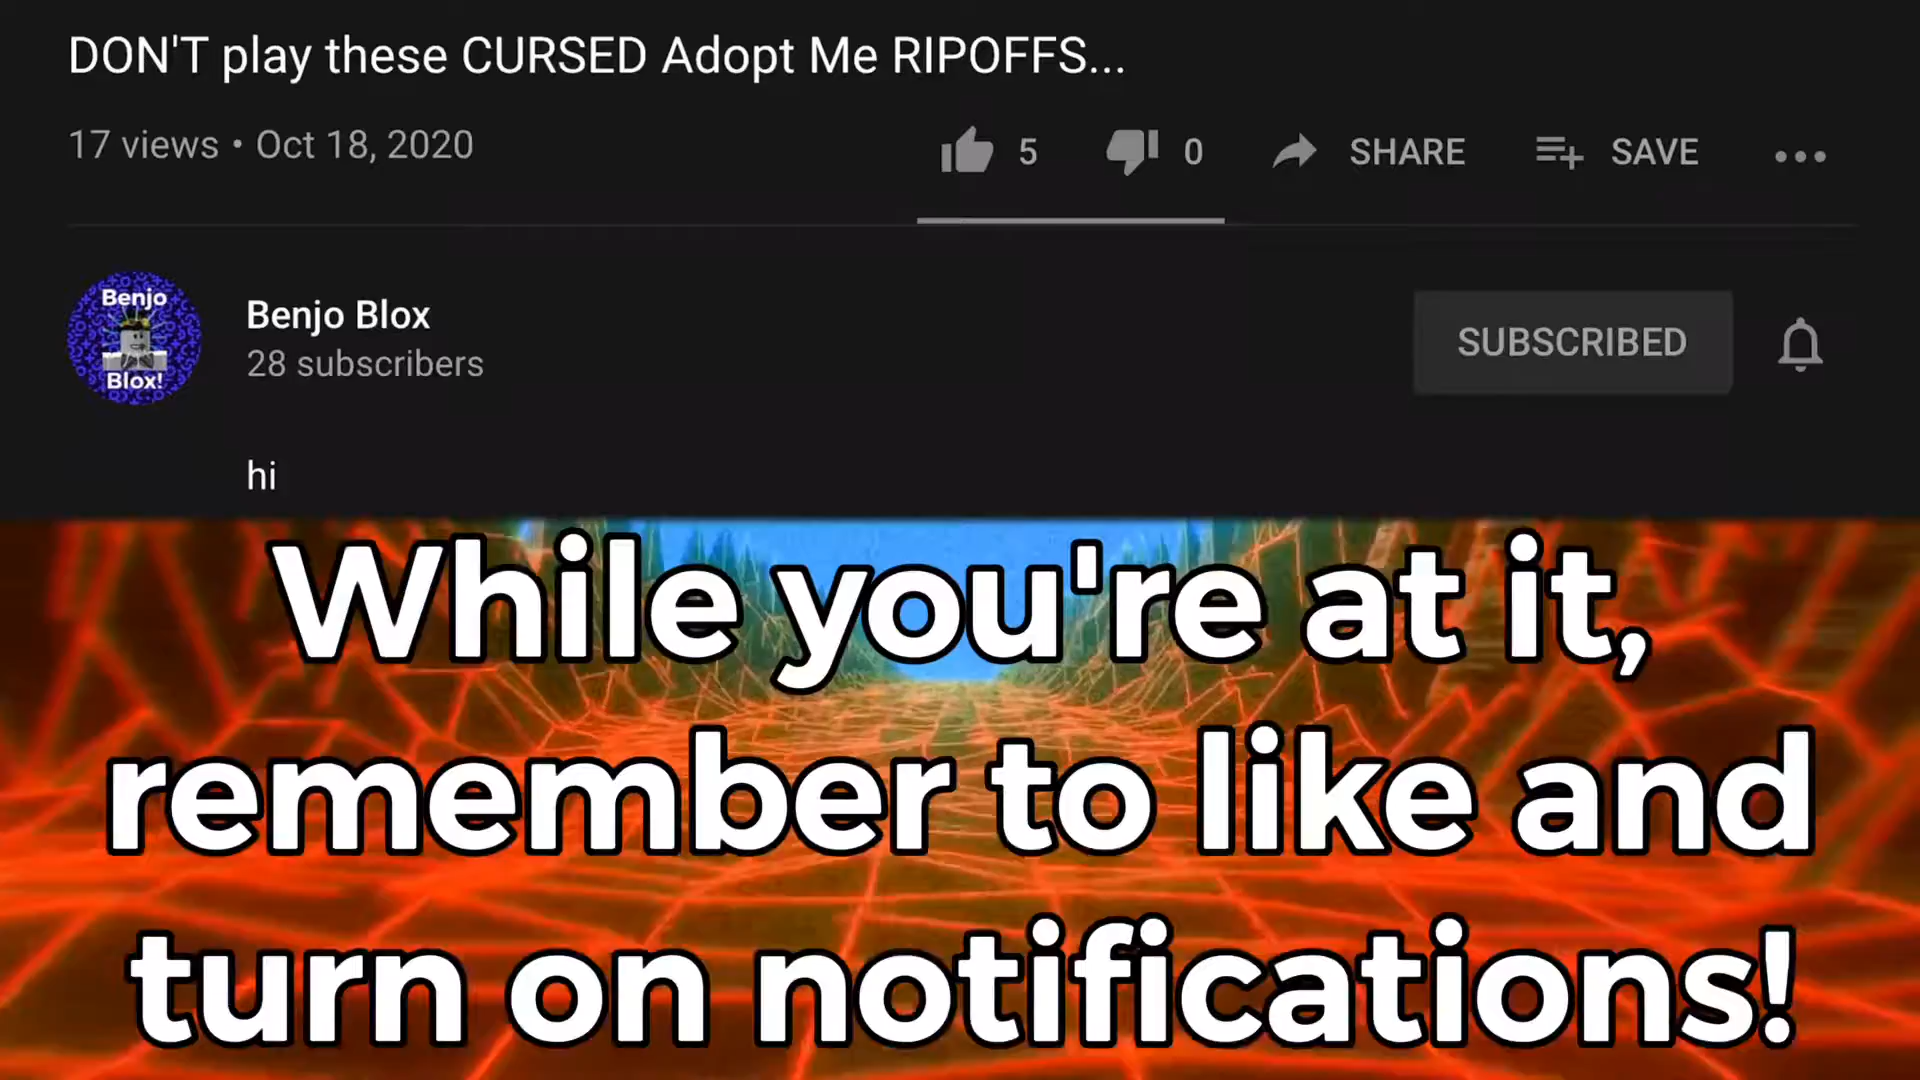 DON'T play these CURSED Adopt Me RIPOFFS...
17 views • Oct 18, 2020
5 0 SHARE SAVE
Benjo
Blox!
Benjo Blox
28 subscribers
SUBSCRIBED
hi
While you're at it,
remember to like and
turn on notifications!